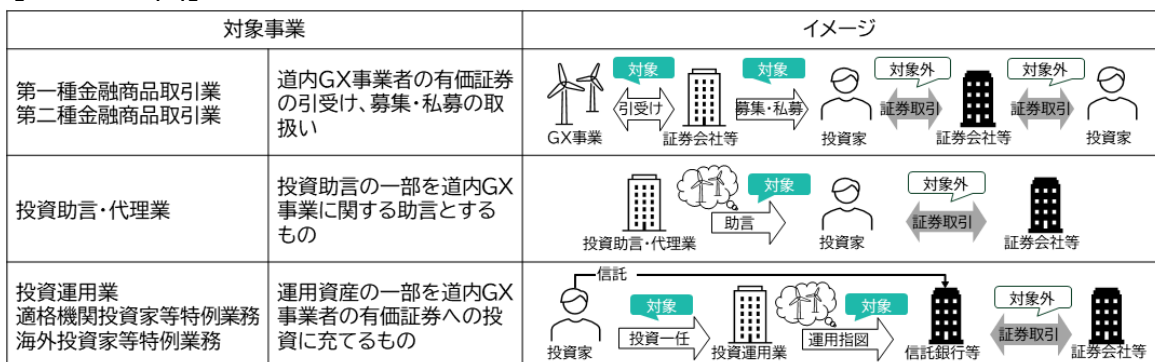 対象事業
イメージ
第一種金融商品取引業
第二種金融商品取引業
道内GX事業者の有価証券
の引受け、募集・私募の取
扱い
対象
対象
対象外
対象外
引受け
募集・私募
証券取引
証券取引
GX事業
証券会社等
投資家
証券会社等
投資家
投資助言・代理業
投資助言の一部を道内GX
事業に関する助言とする
もの
対象
対象外
助言
証券取引
投資助言・代理業
投資家
証券会社等
投資運用業
適格機関投資家等特例業務
海外投資家等特例業務
運用資産の一部を道内GX
事業者の有価証券への投
資に充てるもの
信託
対象
対象
対象外
投資一任
運用指図
証券取引
投資家
投資運用業
信託銀行等
証券会社等